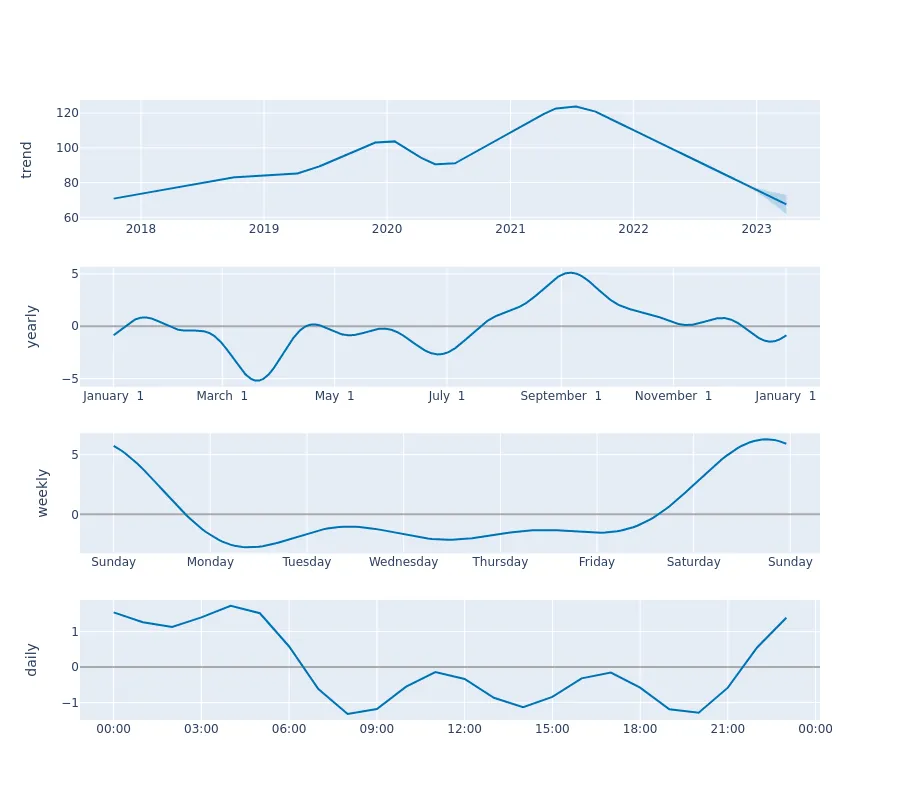 trend
120
100
80
60
2018 2019 2020 2021 2022 2023
yearly
5
0
−5
January 1 March 1 May 1 July 1 September 1 November 1 January 1
weekly
5
0
Sunday Monday Tuesday Wednesday Thursday Friday Saturday Sunday
daily
1
0
−1
00:00 03:00 06:00 09:00 12:00 15:00 18:00 21:00 00:00